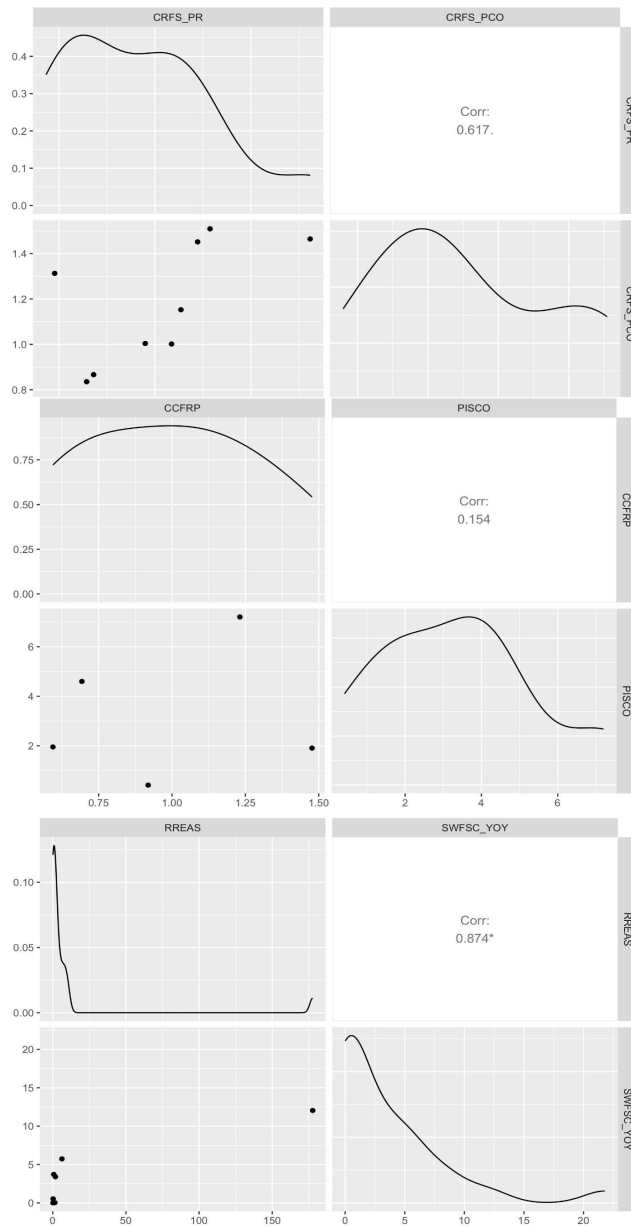 CRFS_PR
CRFS_PCO
0.4
0.3
0.2
0.1
0.0
Corr:
0.617.
CRFS_PR
1.4
1.2
1.0
0.8
CRFS_PCO
CCFRP
PISCO
0.75
0.50
0.25
0.00
Corr:
0.154
CCFRP
6
4
2
PISCO
0.75
1.00
1.25
1.50
2
4
6
RREAS
SWFSC_YOY
0.10
0.05
0.00
Corr:
0.874*
RREAS
20
15
10
5
0
SWFSC_YOY
0
50
100
150
0
5
10
15
20